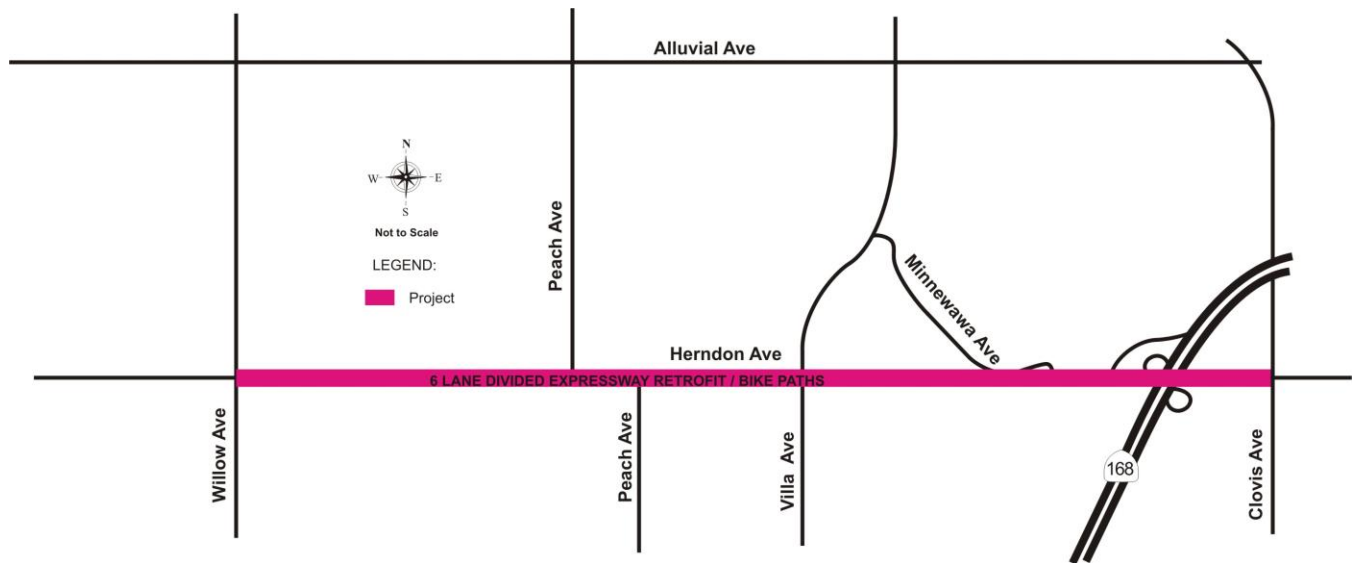 Alluvial Ave
N
W
E
S
Not to Scale
LEGEND:
Project
Peach Ave
Minnewawa Ave
Herndon Ave
6 LANE DIVIDED EXPRESSWAY RETROFIT / BIKE PATHS
Willow Ave
Peach Ave
Villa Ave
168
Clovis Ave